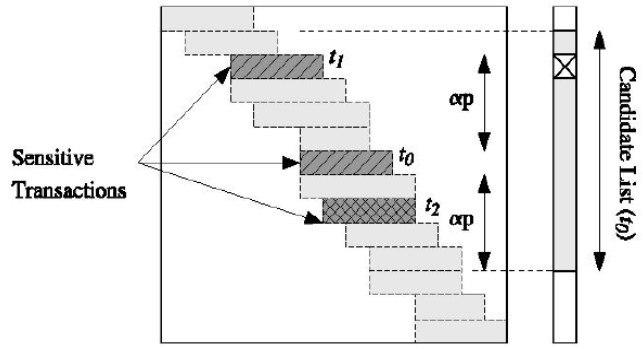 t1
αp
Sensitive
Transactions
t0
t2
αp
Candidate List (t0)